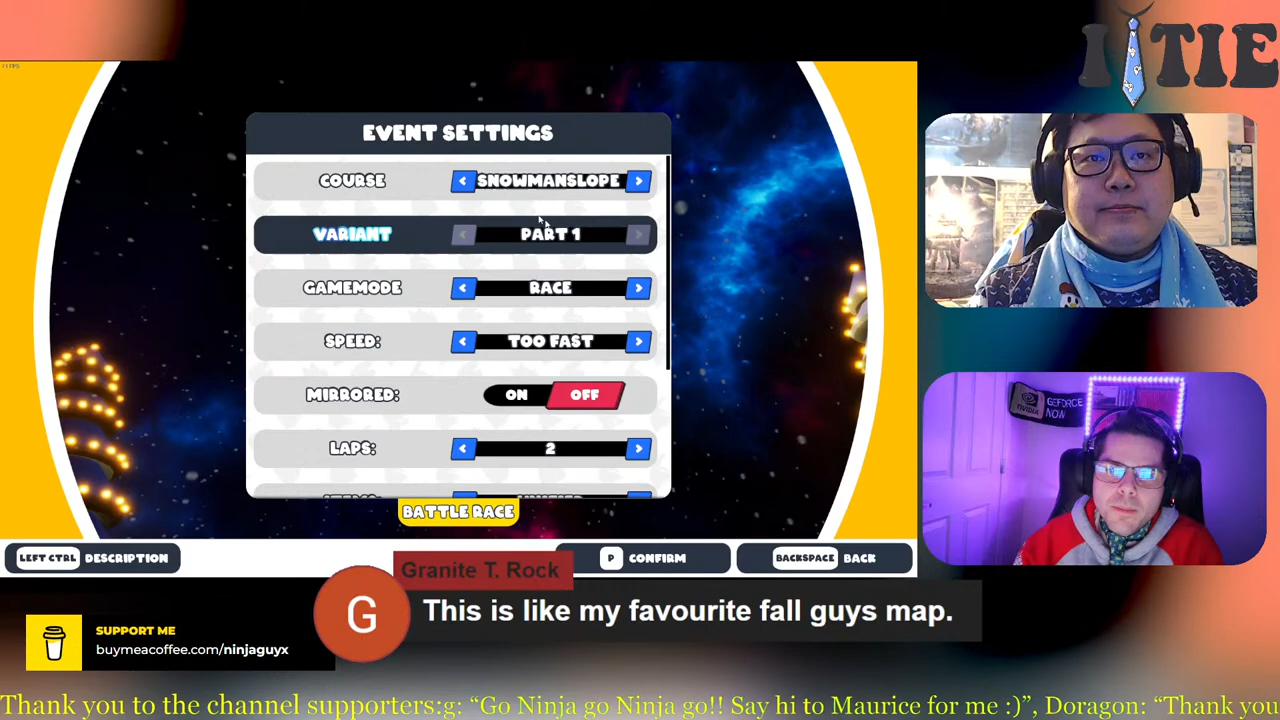 I TIE
EVENT SETTINGS
COURSE
SNOWMANSLOPE
VARIANT
PART 1
GAMEMODE
RACE
SPEED:
TOO FAST
MIRRORED:
ON OFF
LAPS:
2
BATTLE RACE
LEFT CTRL DESCRIPTION
P CONFIRM
BACKSPACE BACK
NVIDIA
GEFORCE
NOW
Granite T. Rock
G
This is like my favourite fall guys map.
SUPPORT ME
buymeacoffee.com/ninjaguyx
Thank you to the channel supporters:g: “Go Ninja go Ninja go!! Say hi to Maurice for me :)”, Doragon: “Thank you